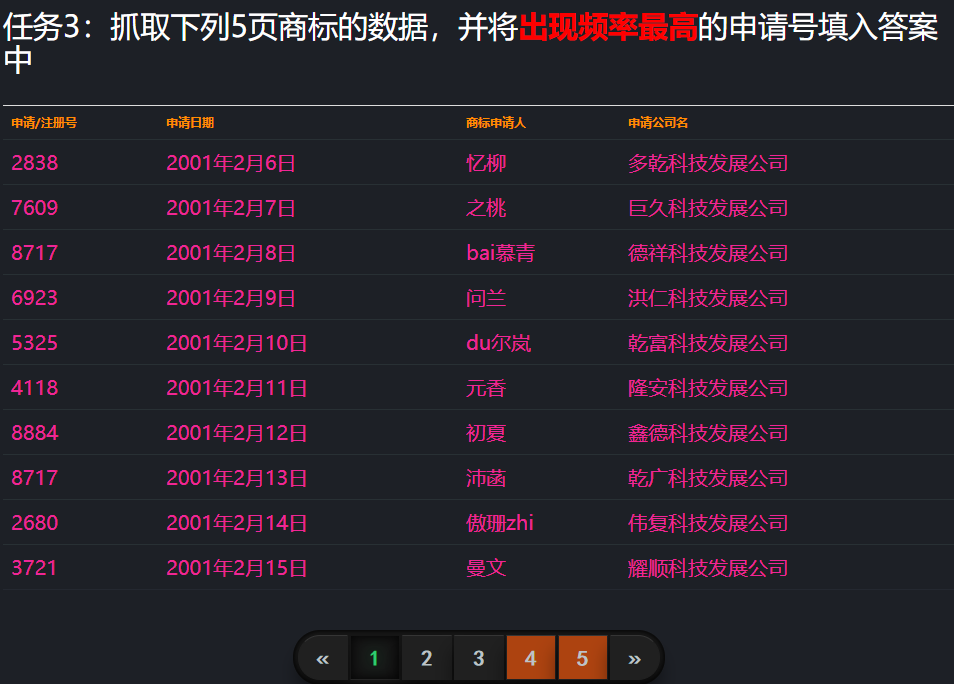 任务3：抓取下列5页商标的数据，并将出现频率最高的申请号填入答案
中
申请/注册号 申请日期 商标申请人 申请公司名
2838 2001年2月6日 忆柳 多乾科技发展公司
7609 2001年2月7日 之桃 巨久科技发展公司
8717 2001年2月8日 bai慕青 德祥科技发展公司
6923 2001年2月9日 问兰 洪仁科技发展公司
5325 2001年2月10日 du尔岚 乾富科技发展公司
4118 2001年2月11日 元香 隆安科技发展公司
8884 2001年2月12日 初夏 鑫德科技发展公司
8717 2001年2月13日 沛菡 乾广科技发展公司
2680 2001年2月14日 傲珊zhi 伟复科技发展公司
3721 2001年2月15日 曼文 耀顺科技发展公司
« 1 2 3 4 5 »